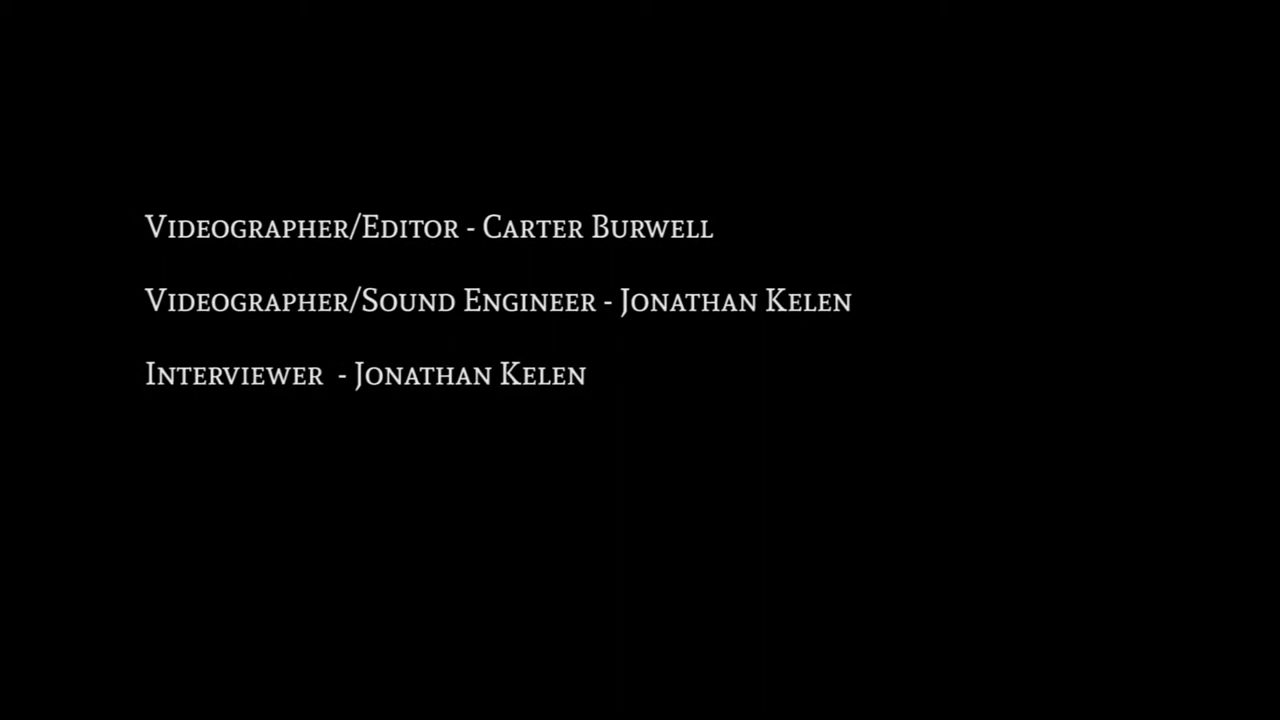 Videographer/Editor - Carter Burwell
Videographer/Sound Engineer - Jonathan Kelen
Interviewer - Jonathan Kelen